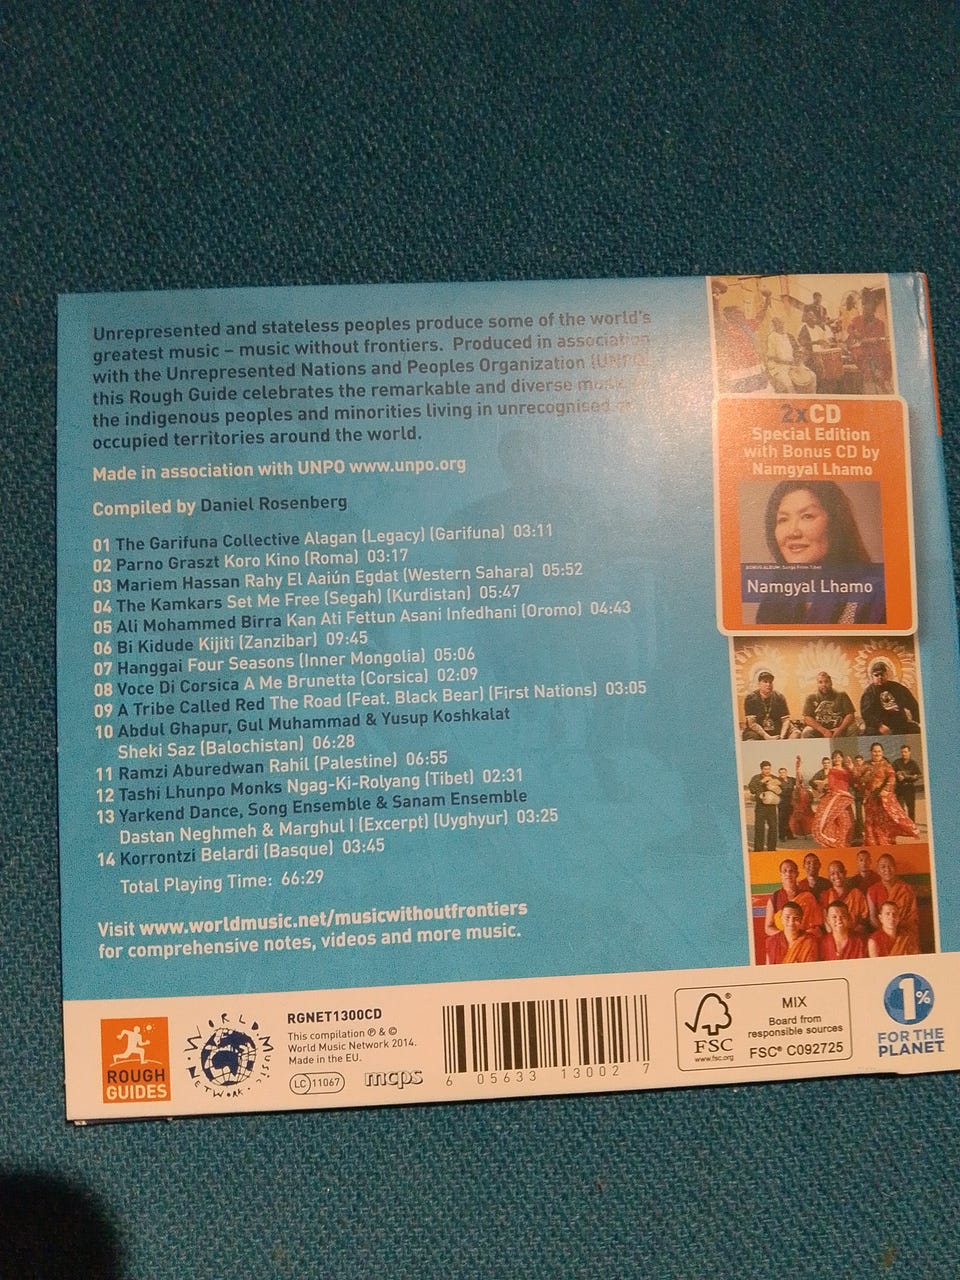 Unrepresented and stateless peoples produce some of the world's
greatest music – music without frontiers. Produced in association
with the Unrepresented Nations and Peoples Organization (UNPO)
this Rough Guide celebrates the remarkable and diverse
the indigenous peoples and minorities living in unrecognised
occupied territories around the world.
Made in association with UNPO www.unpo.org
Compiled by Daniel Rosenberg
01 The Garifuna Collective Alagan (Legacy) (Garifuna) 03:11
02 Parno Graszt Koro Kino (Roma) 03:17
03 Mariem Hassan Rahy El Aaiún Egdat (Western Sahara) 05:52
04 The Kamkars Set Me Free (Segah) (Kurdistan) 05:47
05 Ali Mohammed Birra Kan Ati Fettun Asani Infedhani (Oromo) 04:43
06 Bi Kidude Kijiti (Zanzibar) 09:45
07 Hanggai Four Seasons (Inner Mongolia) 05:06
08 Voce Di Corsica A Me Brunetta (Corsica) 02:09
09 A Tribe Called Red The Road (Feat. Black Bear) (First Nations) 03:05
10 Abdul Ghapur, Gul Muhammad & Yusup Koshkalat
Sheki Saz (Balochistan) 06:28
11 Ramzi Aburedwan Rahil (Palestine) 06:55
12 Tashi Lhunpo Monks Ngag-Ki-Rolyang (Tibet) 02:31
13 Yarkend Dance, Song Ensemble & Sanam Ensemble
Dastan Neghmeh & Marghul I (Excerpt) (Uyghyur) 03:25
14 Korrontzi Belardi (Basque) 03:45
Total Playing Time: 66:29
Visit www.worldmusic.net/musicwithoutfrontiers
for comprehensive notes, videos and more music.
2xCD
Special Edition
with Bonus CD by
Namgyal Lhamo
BONUS ALBUM: Songs From Tibet
Namgyal Lhamo
ROUGH
GUIDES
WORLD MUSIC NETWORK
RGNET1300CD
This compilation ℗ & ©
World Music Network 2014.
Made in the EU.
LC 11067
mcps
6 05633 13002 7
FSC
www.fsc.org
MIX
Board from
responsible sources
FSC® C092725
1%
FOR THE
PLANET